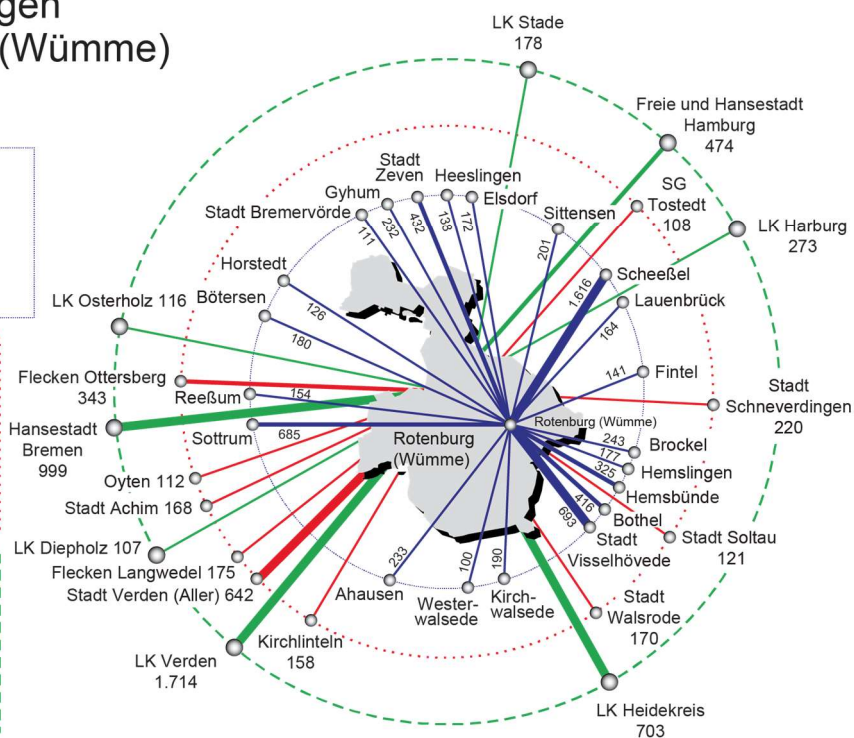 gen
(Wümme)
LK Stade
178
Freie und Hansestadt
Hamburg
474
SG
Tostedt
108
LK Harburg
273
Stadt
Zeven
432
Heeslingen
138
Elsdorf
172
Gyhum
232
Stadt Bremervörde
111
Sittensen
201
Scheeßel
1.616
Lauenbrück
164
Horstedt
126
Bötersen
180
LK Osterholz 116
Fintel
141
Flecken Ottersberg
343
Reeßum
154
Stadt
Schneverdingen
220
Hansestadt
Bremen
999
Sottrum
685
Rotenburg
(Wümme)
Rotenburg (Wümme)
243
Brockel
177
Hemslingen
325
Hemsbünde
416
Bothel
693
Stadt
Visselhövede
Oyten 112
Stadt Achim 168
LK Diepholz 107
Flecken Langwedel 175
Stadt Verden (Aller) 642
Stadt Soltau
121
233
Ahausen
100
Wester-
walsede
190
Kirch-
walsede
Stadt
Walsrode
170
Kirchlinteln
158
LK Verden
1.714
LK Heidekreis
703